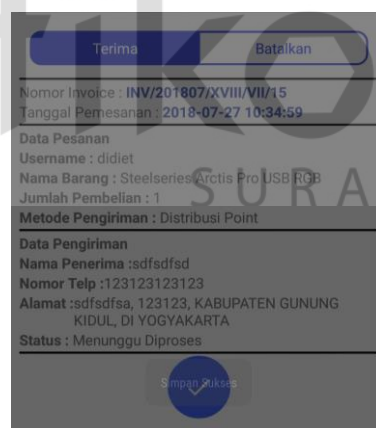 Terima Batalkan
Nomor Invoice : INV/201807/XVIII/VII/15
Tanggal Pemesanan : 2018-07-27 10:34:59
Data Pesanan
Username : didiet
Nama Barang : Steelseries Arctis Pro USB RGB
Jumlah Pembelian : 1
Metode Pengiriman : Distribusi Point
Data Pengiriman
Nama Penerima :sdfsdfsd
Nomor Telp :123123123123
Alamat :sdfsdfsa, 123123, KABUPATEN GUNUNG
KIDUL, DI YOGYAKARTA
Status : Menunggu Diproses
Simpan Sukses
SURA